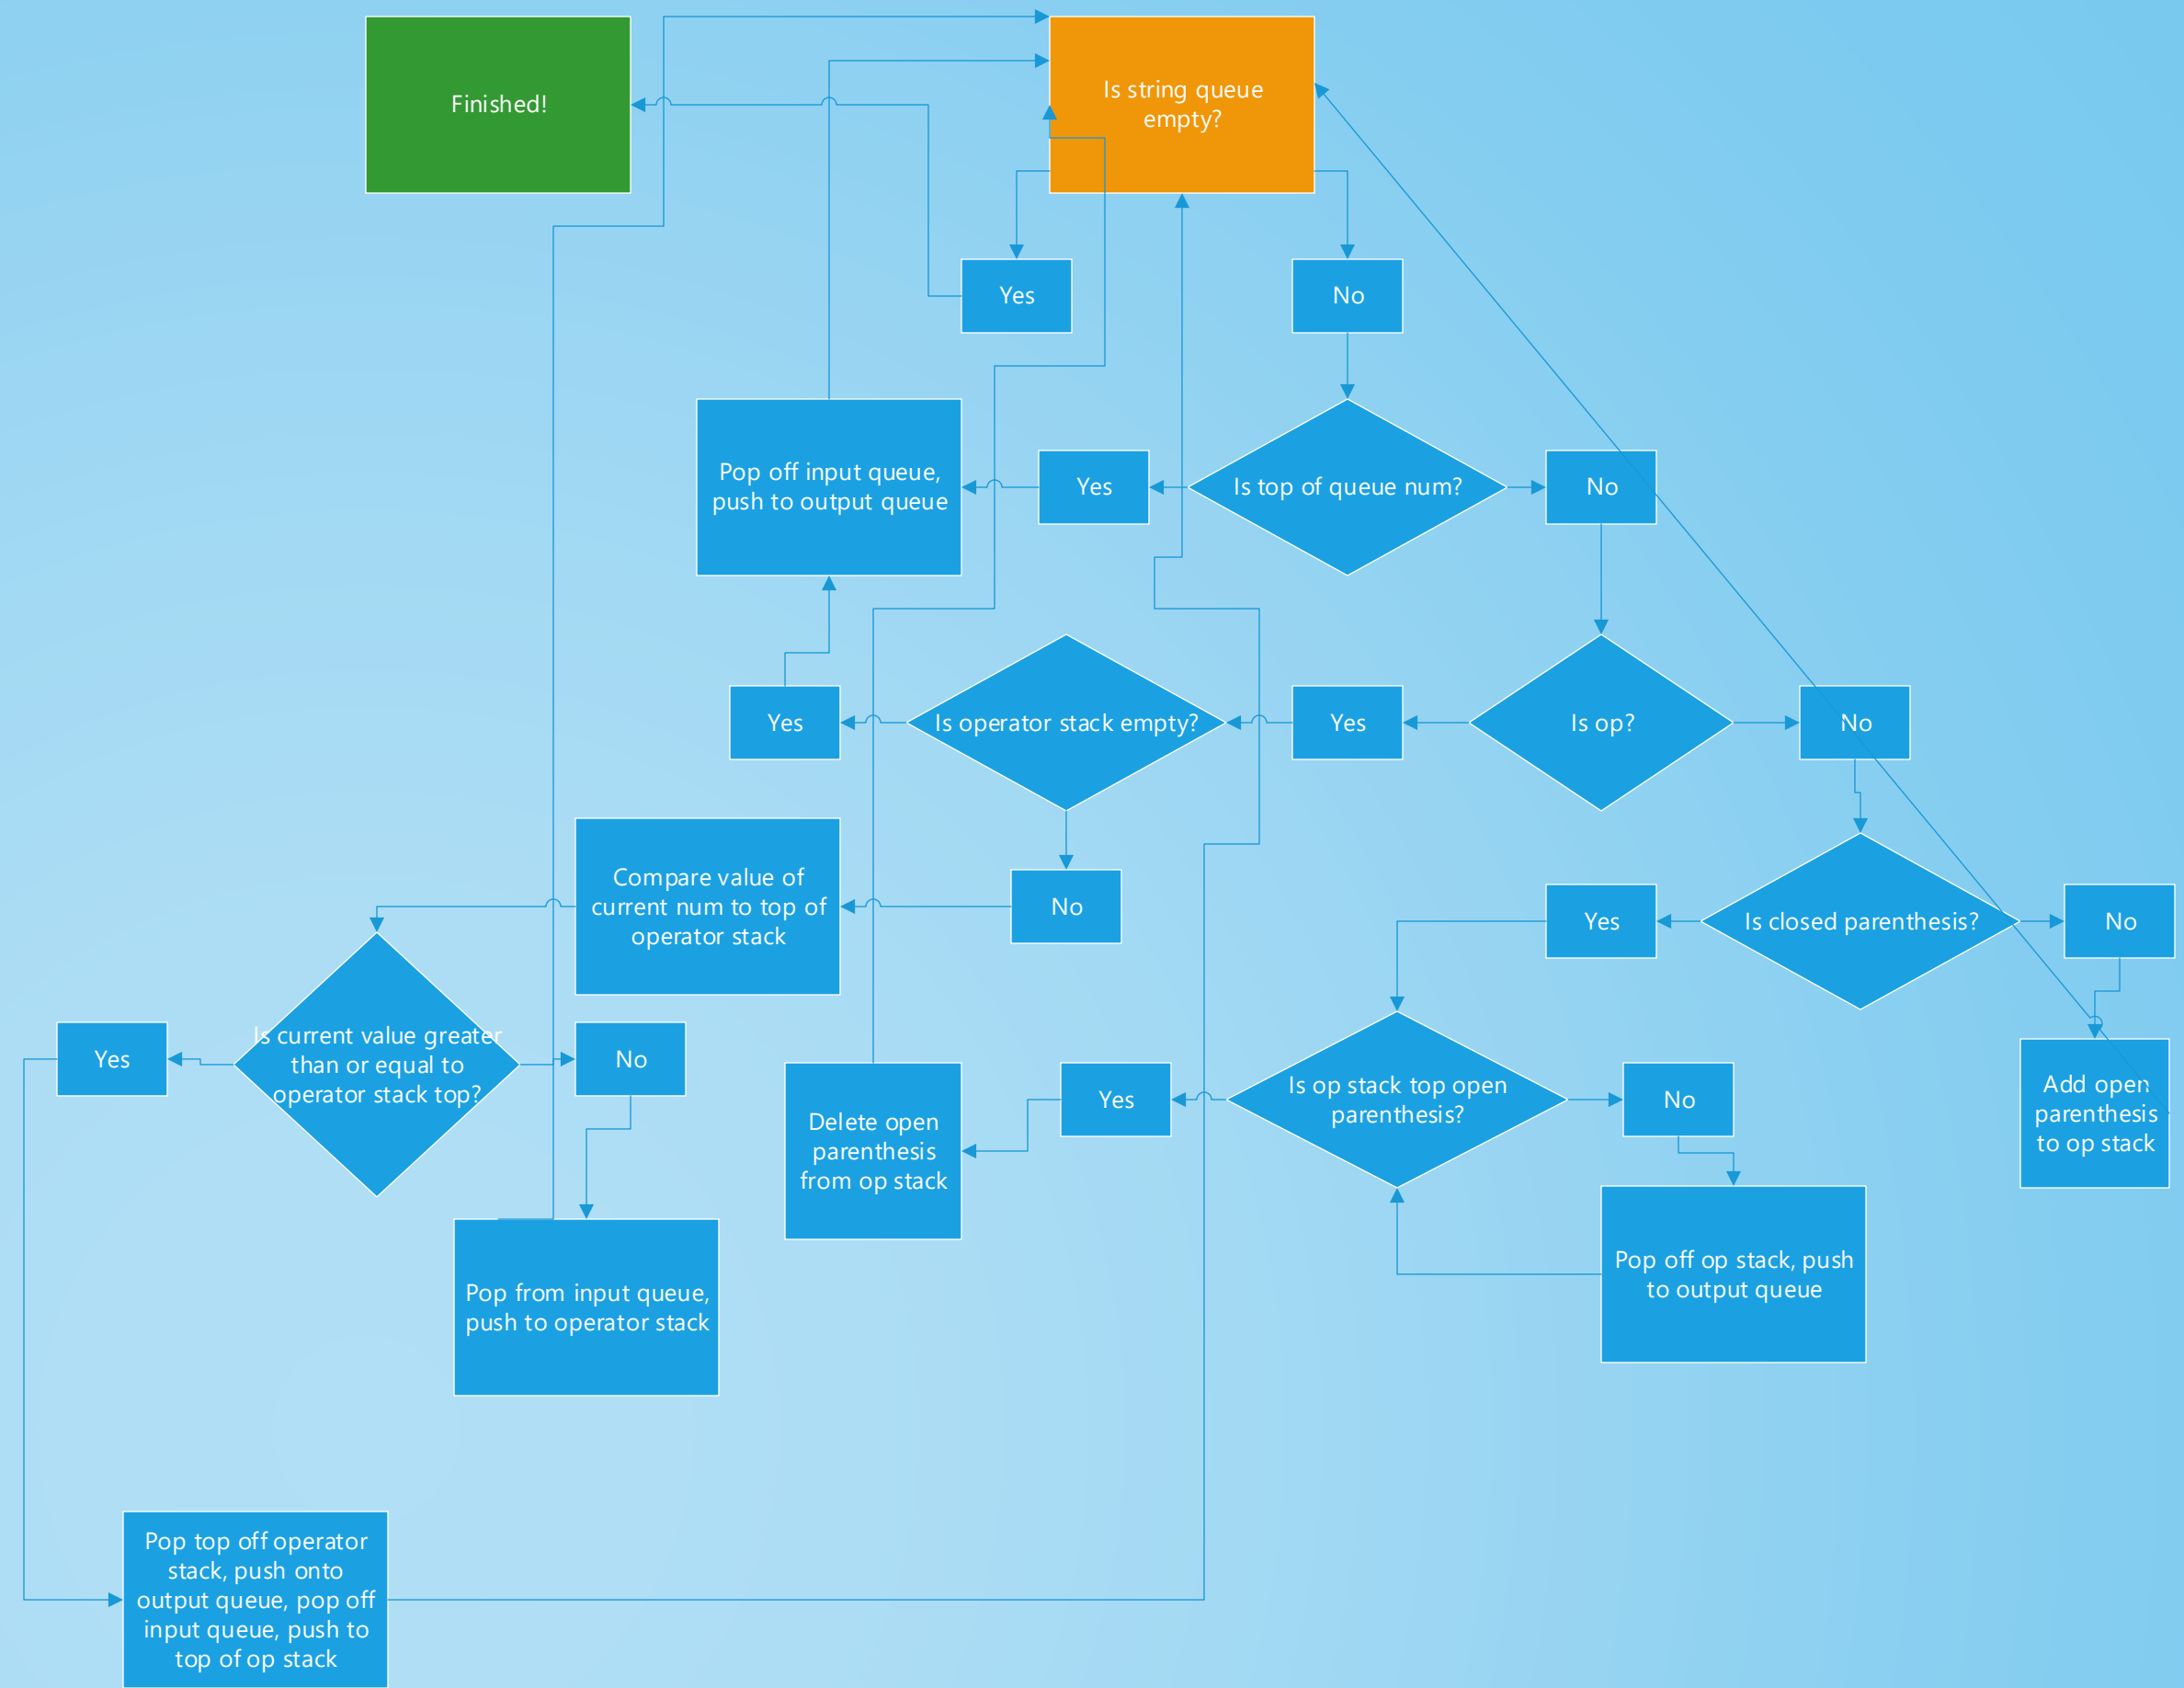 Finished!
Is string queue
empty?
Yes
No
Pop off input queue,
push to output queue
Yes
Is top of queue num?
No
Yes
Is operator stack empty?
Yes
Is op?
No
Compare value of
current num to top of
operator stack
No
Yes
Is closed parenthesis?
No
Yes
Is current value greater
than or equal to
operator stack top?
No
Delete open
parenthesis
from op stack
Yes
Is op stack top open
parenthesis?
No
Add open
parenthesis
to op stack
Pop from input queue,
push to operator stack
Pop off op stack, push
to output queue
Pop top off operator
stack, push onto
output queue, pop off
input queue, push to
top of op stack